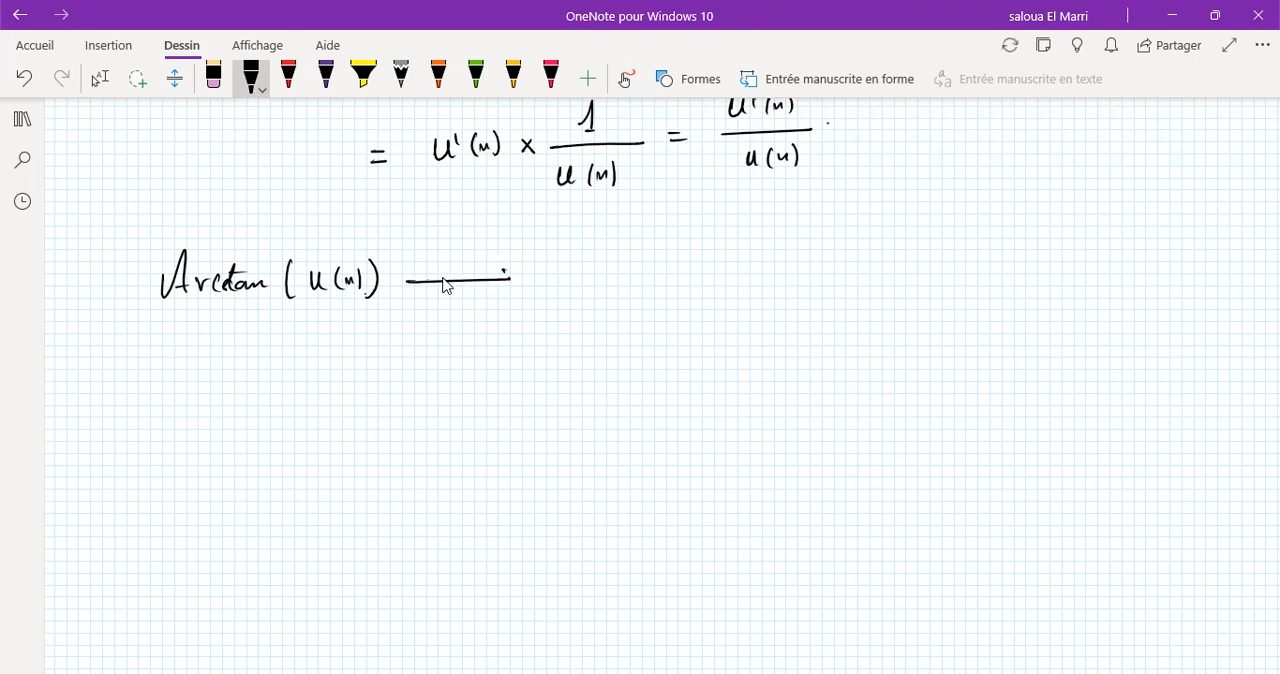 OneNote pour Windows 10
saloua El Marri
Accueil Insertion Dessin Affichage Aide
Partager
Formes Entrée manuscrite en forme Entrée manuscrite en texte
= u'(x) × 1/u(x) = u'(x)/u(x) .
Arctan ( u(x) )